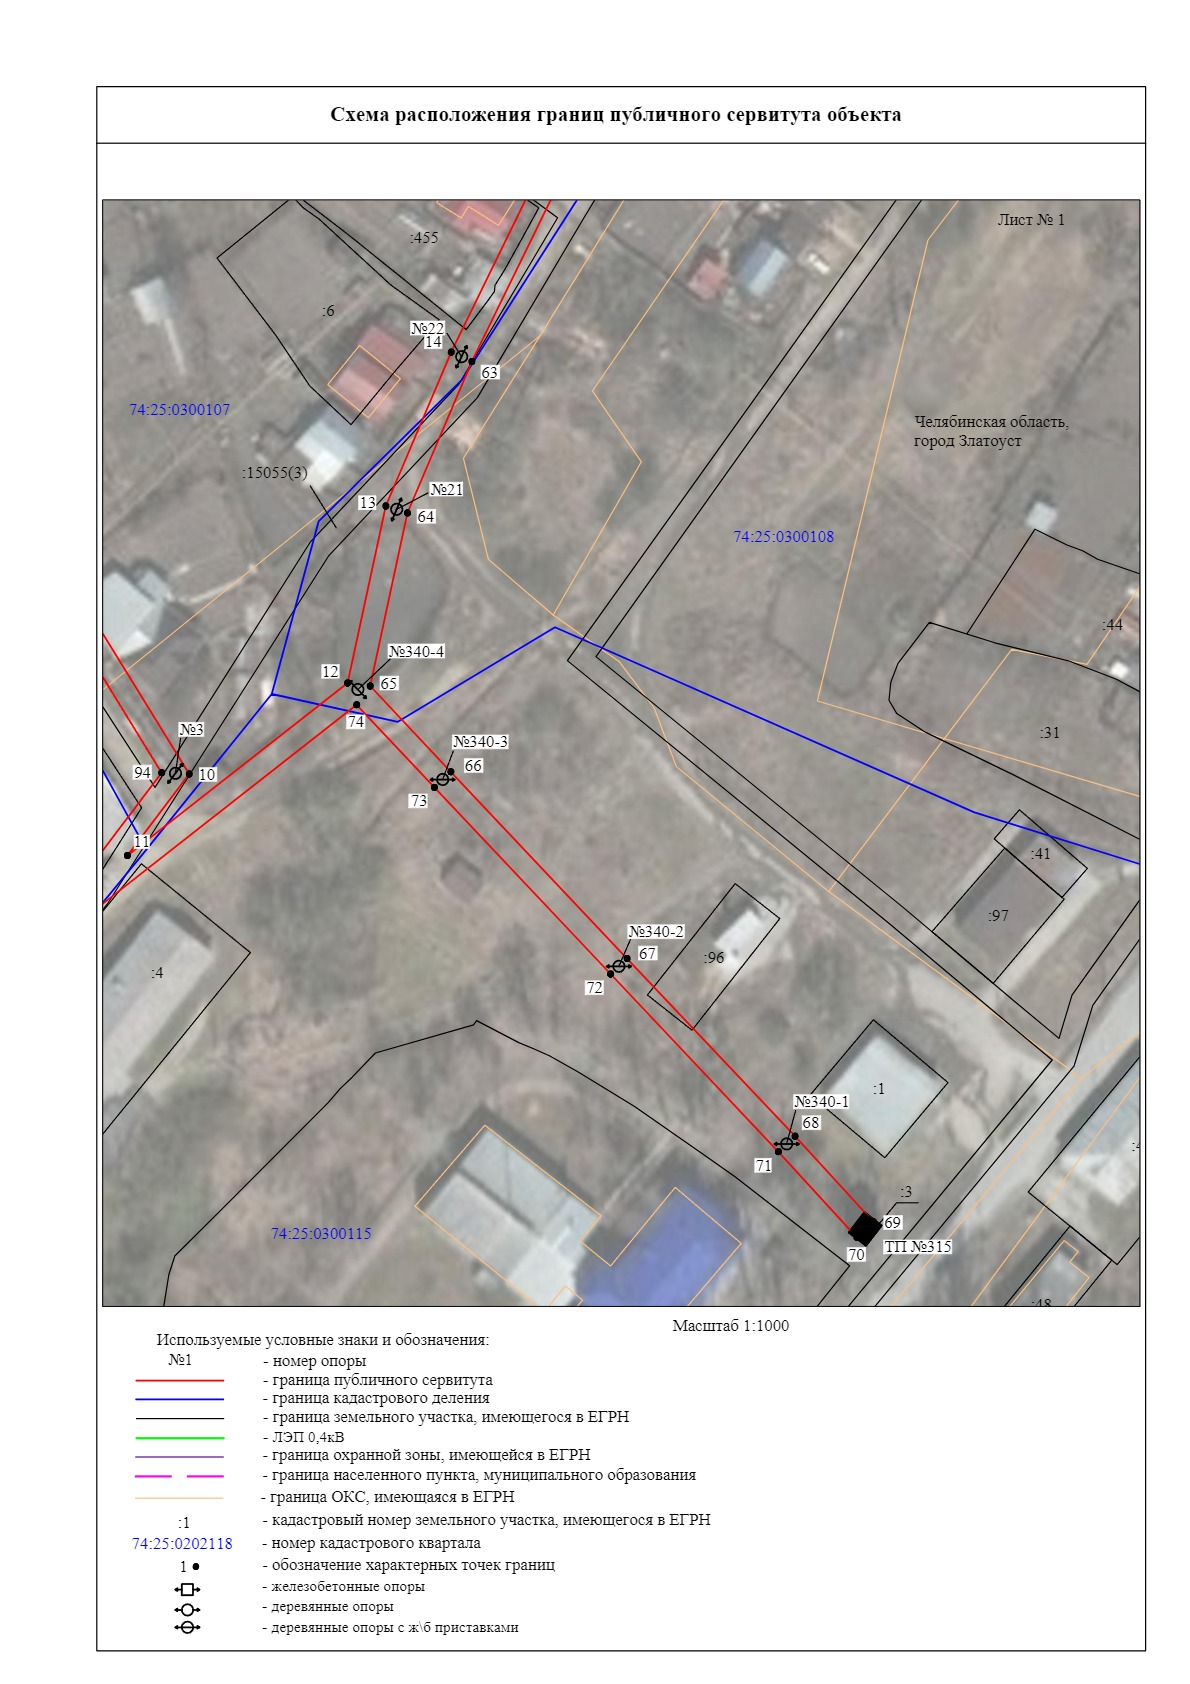 Схема расположения границ публичного сервитута объекта
Лист № 1
:455
:6
№22
14
63
74:25:0300107
Челябинская область,
город Златоуст
:15055(3)
№21
13
64
74:25:0300108
:44
№340-4
12
65
74
:31
№3
№340-3
94
10
66
73
11
:41
:97
№340-2
67
:96
:4
72
:1
№340-1
68
71
:3
69
74:25:0300115
ТП №315
70
:48
Масштаб 1:1000
Используемые условные знаки и обозначения:
№1 - номер опоры
- граница публичного сервитута
- граница кадастрового деления
- граница земельного участка, имеющегося в ЕГРН
- ЛЭП 0,4кВ
- граница охранной зоны, имеющейся в ЕГРН
- граница населенного пункта, муниципального образования
- граница ОКС, имеющаяся в ЕГРН
:1 - кадастровый номер земельного участка, имеющегося в ЕГРН
74:25:0202118 - номер кадастрового квартала
1 - обозначение характерных точек границ
- железобетонные опоры
- деревянные опоры
- деревянные опоры с ж\б приставками